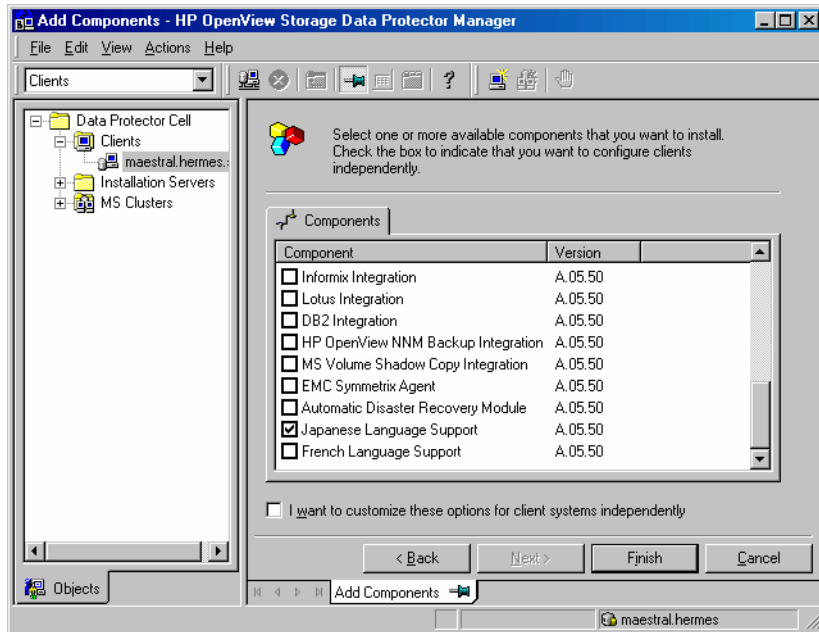 Add Components - HP OpenView Storage Data Protector Manager
File Edit View Actions Help
Clients
Data Protector Cell
Clients
maestral.hermes.
Installation Servers
MS Clusters
Select one or more available components that you want to install.
Check the box to indicate that you want to configure clients
independently.
Components
Component Version
Informix Integration A.05.50
Lotus Integration A.05.50
DB2 Integration A.05.50
HP OpenView NNM Backup Integration A.05.50
MS Volume Shadow Copy Integration A.05.50
EMC Symmetrix Agent A.05.50
Automatic Disaster Recovery Module A.05.50
Japanese Language Support A.05.50
French Language Support A.05.50
I want to customize these options for client systems independently
< Back Next > Finish Cancel
Objects
Add Components
maestral.hermes